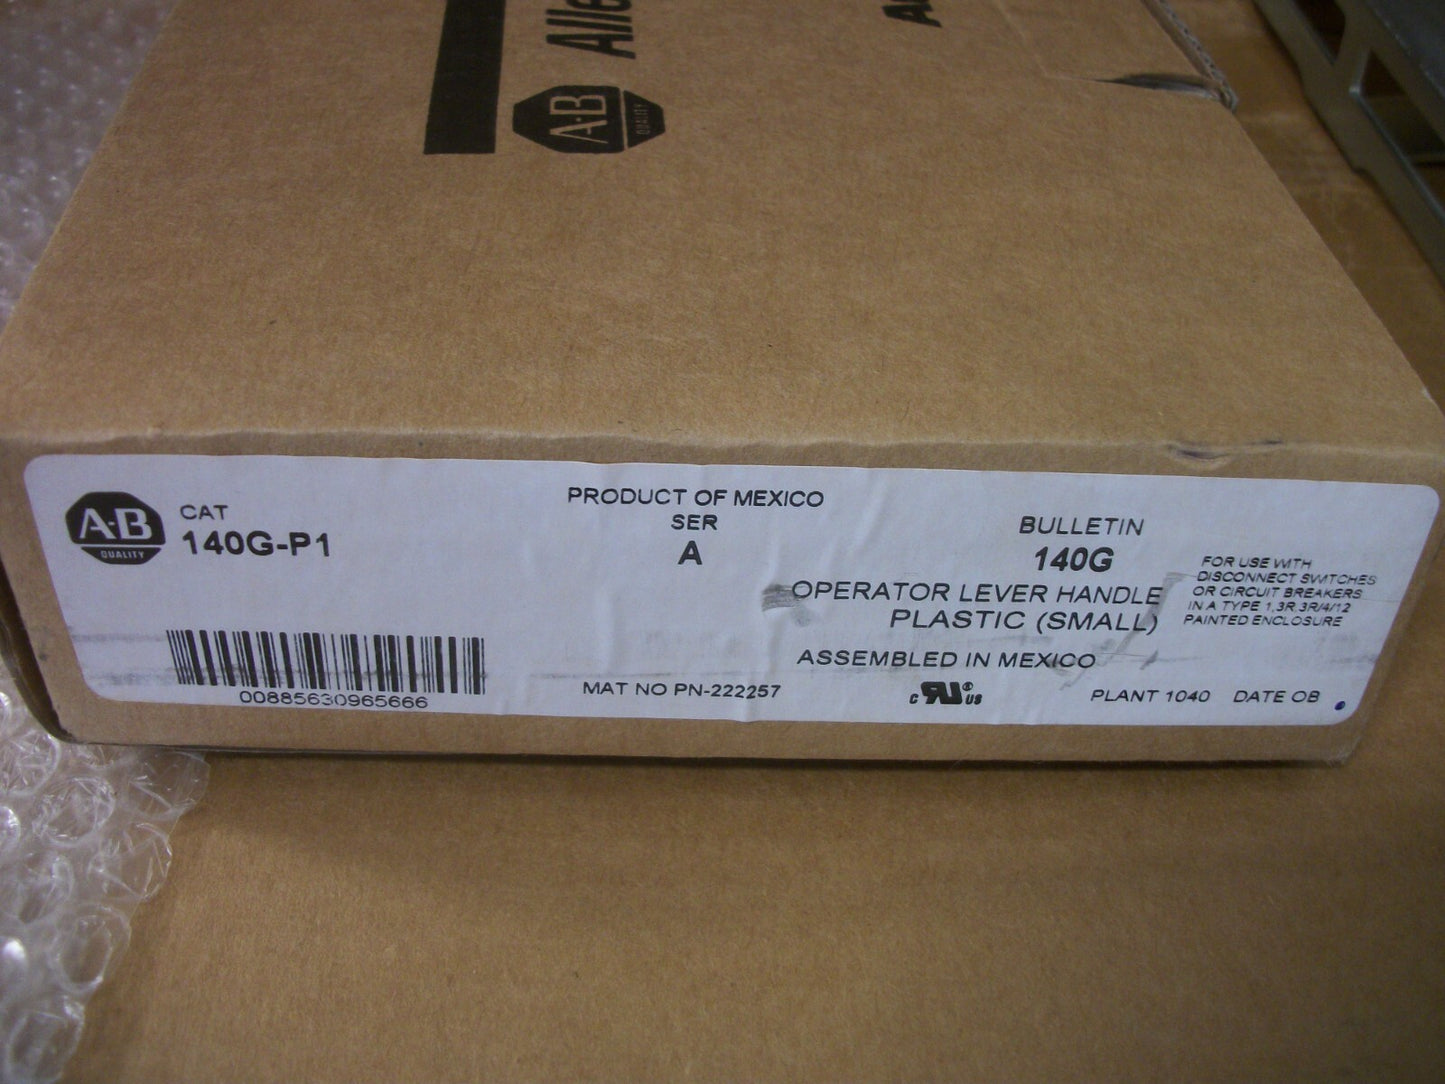 A·B
QUALITY
A·B
QUALITY
CAT
140G-P1
00885630965666
PRODUCT OF MEXICO
SER
A
MAT NO PN-222257
BULLETIN
140G
OPERATOR LEVER HANDLE
PLASTIC (SMALL)
ASSEMBLED IN MEXICO
FOR USE WITH
DISCONNECT SWITCHES
OR CIRCUIT BREAKERS
IN A TYPE 1,3R,3R/4/12
PAINTED ENCLOSURE
c RU ® US
PLANT 1040 DATE OB